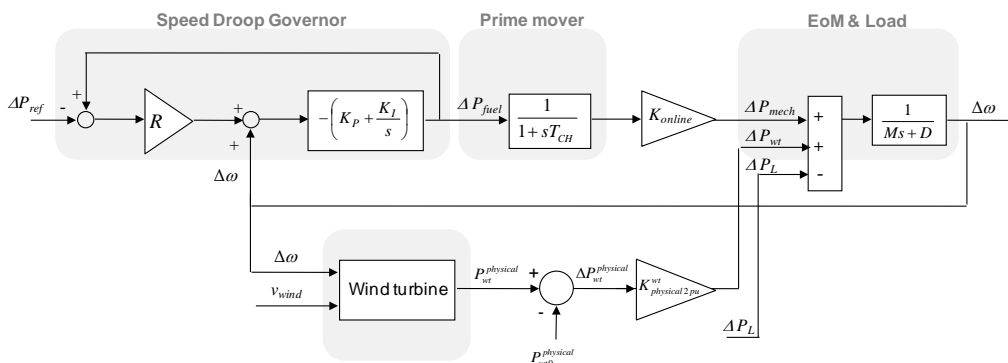 Speed Droop Governor
Prime mover
EoM & Load
+
ΔP_ref
-
R
+
+
-(K_P + K_I/s)
ΔP_fuel
1/(1+sT_CH)
K_online
ΔP_mech
ΔP_wt
ΔP_L
+
+
-
1/(Ms+D)
Δω
Δω
Δω
v_wind
Wind turbine
P_wt^physical
+
-
ΔP_wt^physical
K_physical2pu^wt
P_wt0^physical
ΔP_L